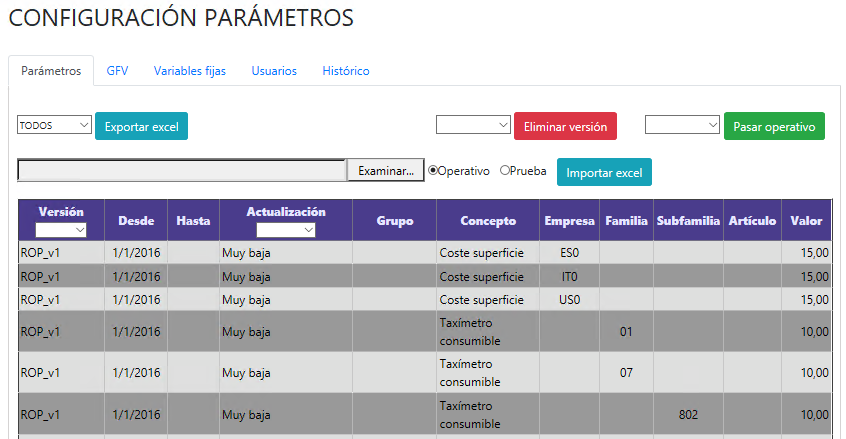 CONFIGURACIÓN PARÁMETROS
Parámetros GFV Variables fijas Usuarios Histórico
TODOS Exportar excel Eliminar versión Pasar operativo
Examinar... Operativo Prueba Importar excel
Versión Desde Hasta Actualización Grupo Concepto Empresa Familia Subfamilia Artículo Valor
ROP_v1 1/1/2016 Muy baja Coste superficie ES0 15,00
ROP_v1 1/1/2016 Muy baja Coste superficie IT0 15,00
ROP_v1 1/1/2016 Muy baja Coste superficie US0 15,00
ROP_v1 1/1/2016 Muy baja Taxímetro consumible 01 10,00
ROP_v1 1/1/2016 Muy baja Taxímetro consumible 07 10,00
ROP_v1 1/1/2016 Muy baja Taxímetro consumible 802 10,00